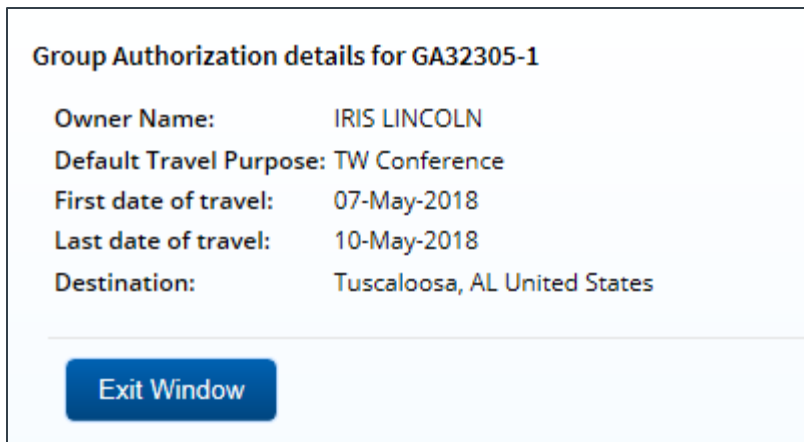 Group Authorization details for GA32305-1
Owner Name: IRIS LINCOLN
Default Travel Purpose: TW Conference
First date of travel: 07-May-2018
Last date of travel: 10-May-2018
Destination: Tuscaloosa, AL United States
Exit Window